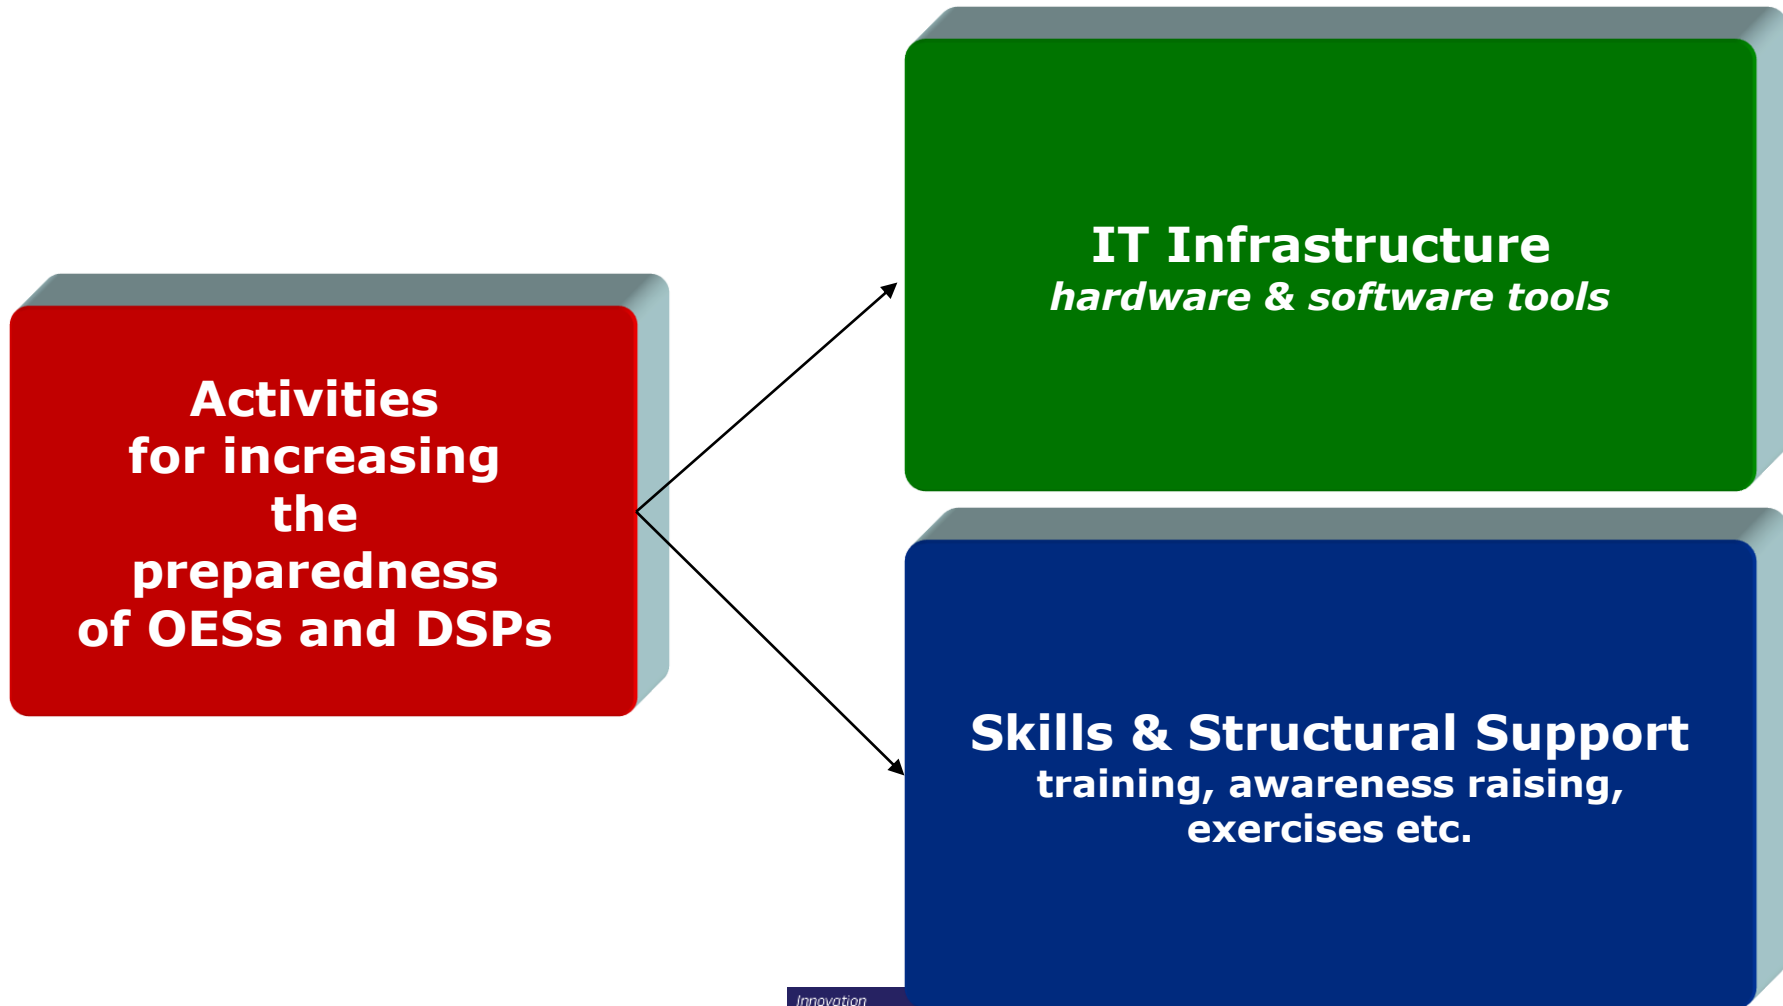 Activities
for increasing
the
preparedness
of OESs and DSPs
IT Infrastructure
hardware & software tools
Skills & Structural Support
training, awareness raising,
exercises etc.
Innovation